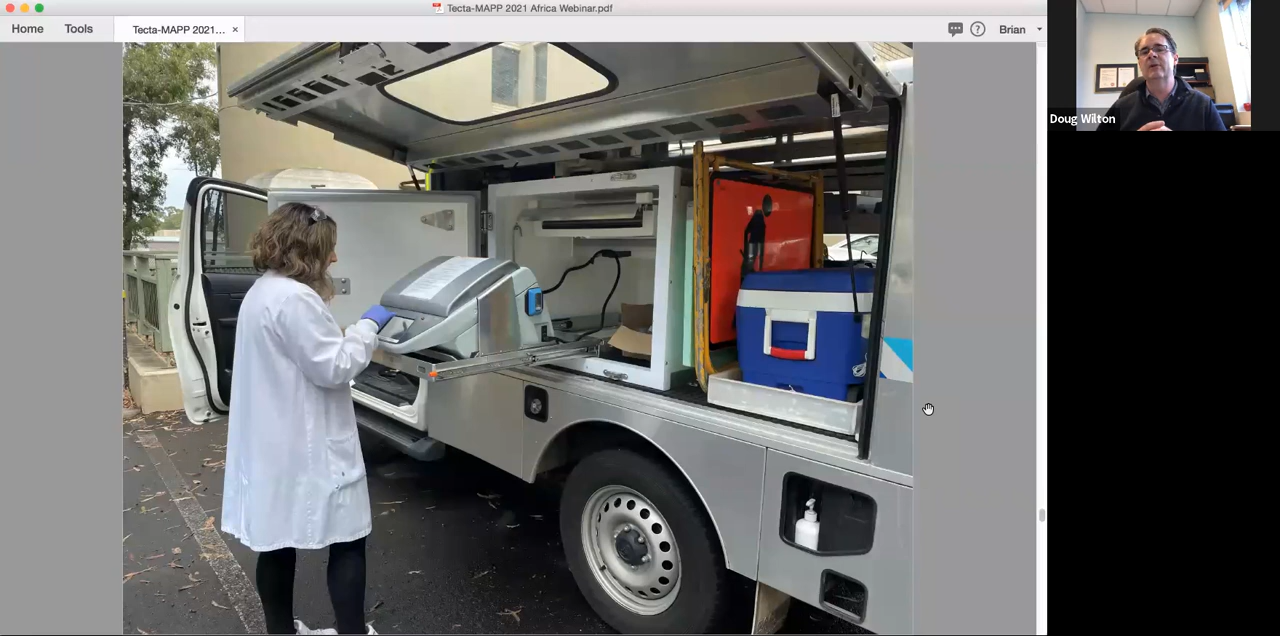 Tecta-MAPP 2021 Africa Webinar.pdf
Home
Tools
Tecta-MAPP 2021...
×
Brian
Doug Wilton